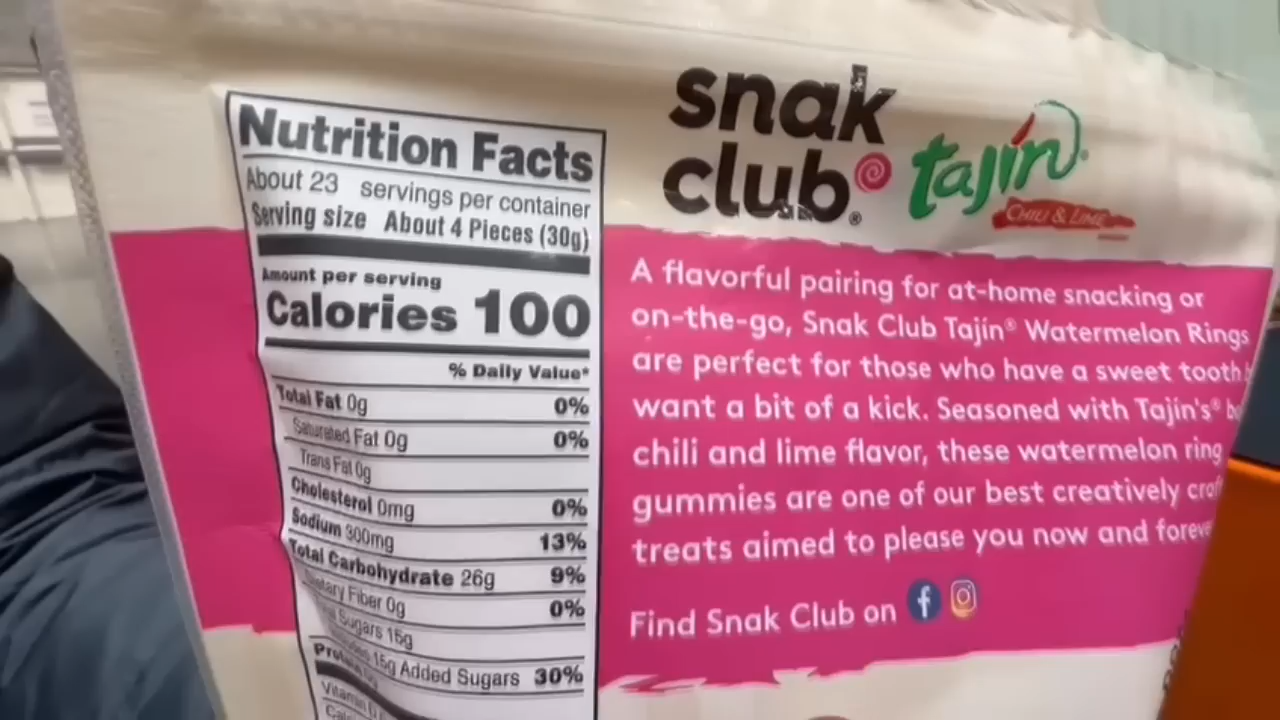 Nutrition Facts
About 23 servings per container
Serving size About 4 Pieces (30g)
Amount per serving
Calories 100
% Daily Value*
Total Fat 0g 0%
Saturated Fat 0g 0%
Trans Fat 0g
Cholesterol 0mg 0%
Sodium 300mg 13%
Total Carbohydrate 26g 9%
Dietary Fiber 0g 0%
Sugars 15g
15g Added Sugars 30%
Protein
Vitamin D
snak
club®
tajín®
CHILI & LIME
A flavorful pairing for at-home snacking or
on-the-go, Snak Club Tajín® Watermelon Rings
are perfect for those who have a sweet tooth
want a bit of a kick. Seasoned with Tajín's®
chili and lime flavor, these watermelon ring
gummies are one of our best creatively
treats aimed to please you now and
Find Snak Club on